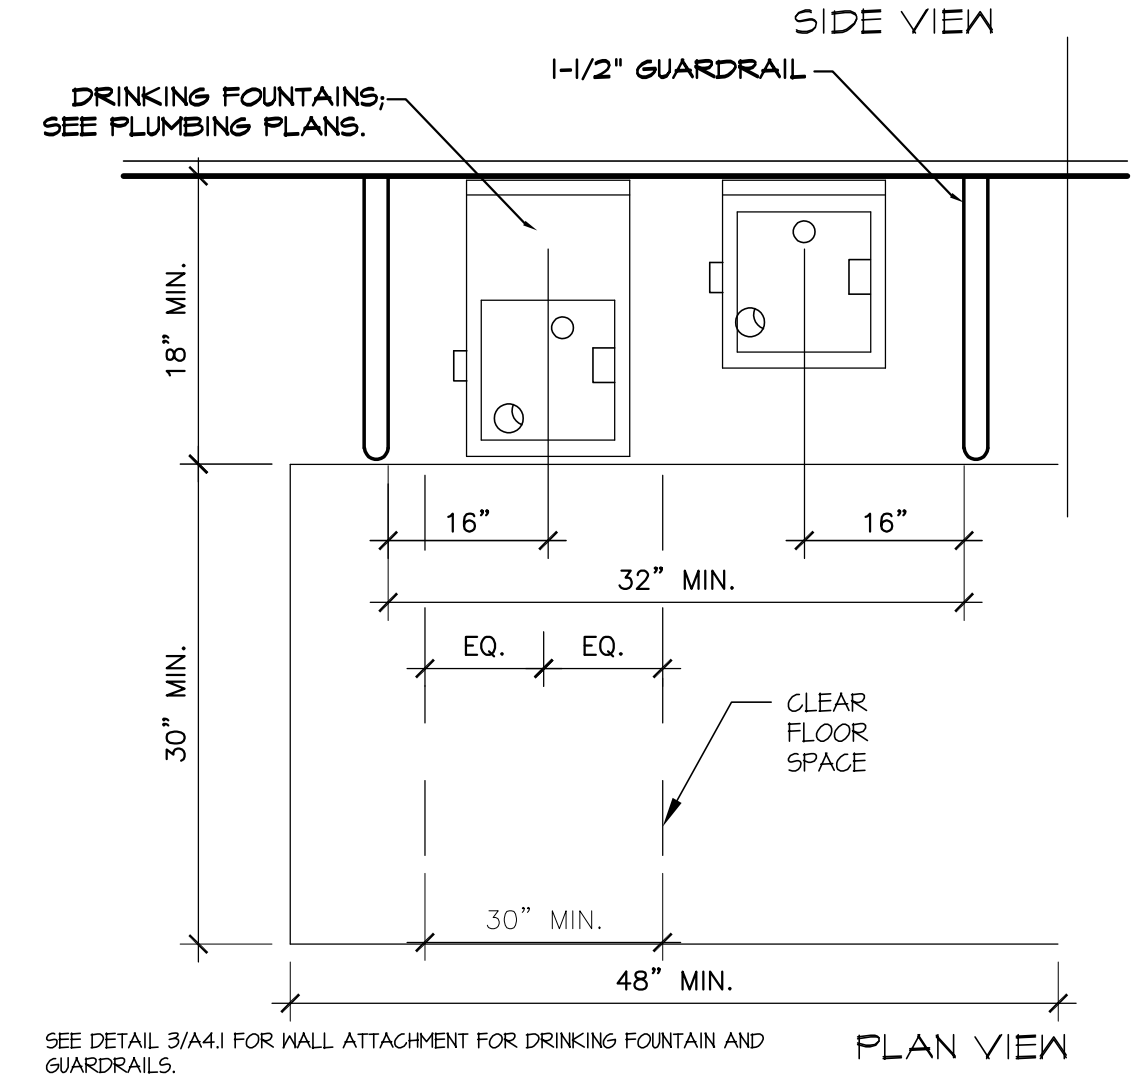 SIDE VIEW
1-1/2" GUARDRAIL
DRINKING FOUNTAINS;
SEE PLUMBING PLANS.
18” MIN.
16”
16”
32” MIN.
EQ.
EQ.
30” MIN.
CLEAR
FLOOR
SPACE
30” MIN.
48” MIN.
SEE DETAIL 3/A4.1 FOR WALL ATTACHMENT FOR DRINKING FOUNTAIN AND
GUARDRAILS.
PLAN VIEW